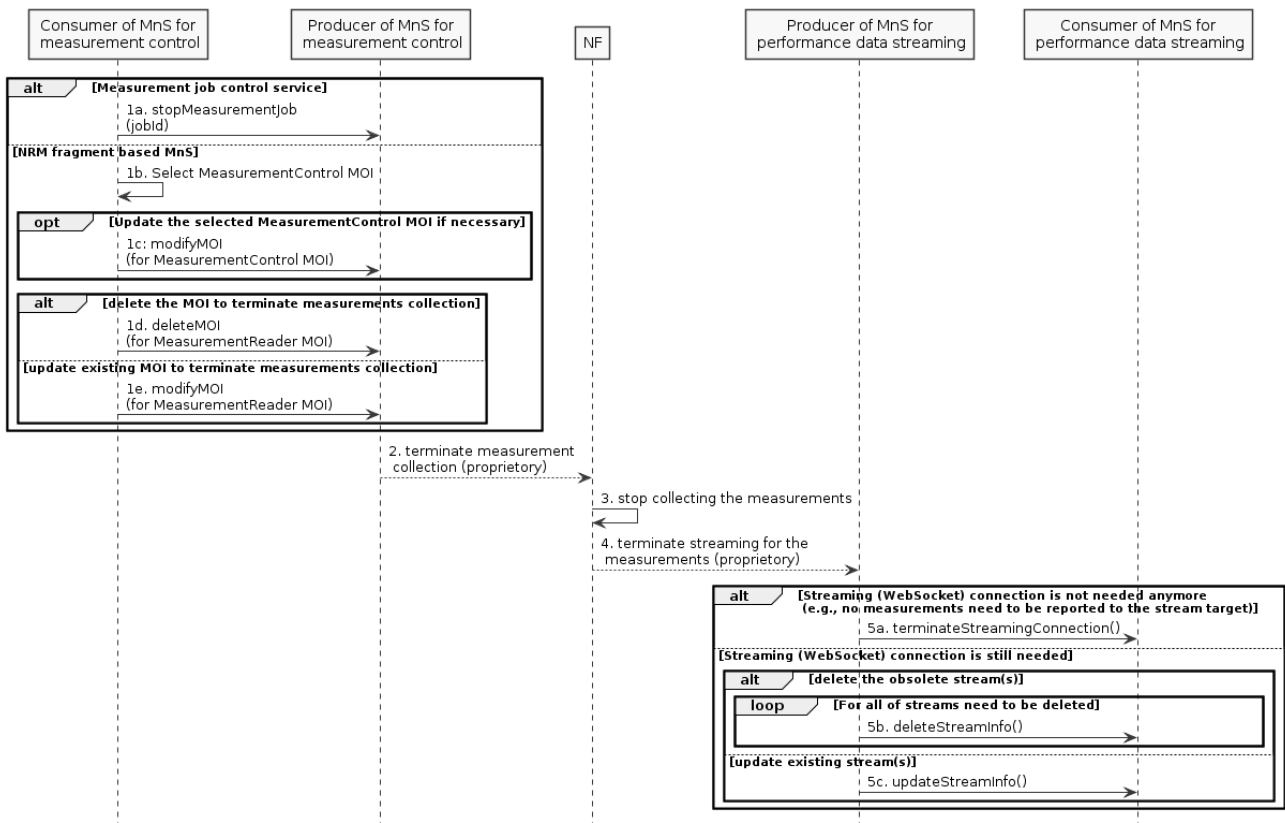 Consumer of MnS for
measurement control
Producer of MnS for
measurement control
NF
Producer of MnS for
performance data streaming
Consumer of MnS for
performance data streaming
alt [Measurement job control service]
1a. stopMeasurementJob
(jobId)
[NRM fragment based MnS]
1b. Select MeasurementControl MOI
opt [Update the selected MeasurementControl MOI if necessary]
1c: modifyMOI
(for MeasurementControl MOI)
alt [delete the MOI to terminate measurements collection]
1d. deleteMOI
(for MeasurementReader MOI)
[update existing MOI to terminate measurements collection]
1e. modifyMOI
(for MeasurementReader MOI)
2. terminate measurement
collection (proprietory)
3. stop collecting the measurements
4. terminate streaming for the
measurements (proprietory)
alt [Streaming (WebSocket) connection is not needed anymore
(e.g., no measurements need to be reported to the stream target)]
5a. terminateStreamingConnection()
[Streaming (WebSocket) connection is still needed]
alt [delete the obsolete stream(s)]
loop [For all of streams need to be deleted]
5b. deleteStreamInfo()
[update existing stream(s)]
5c. updateStreamInfo()